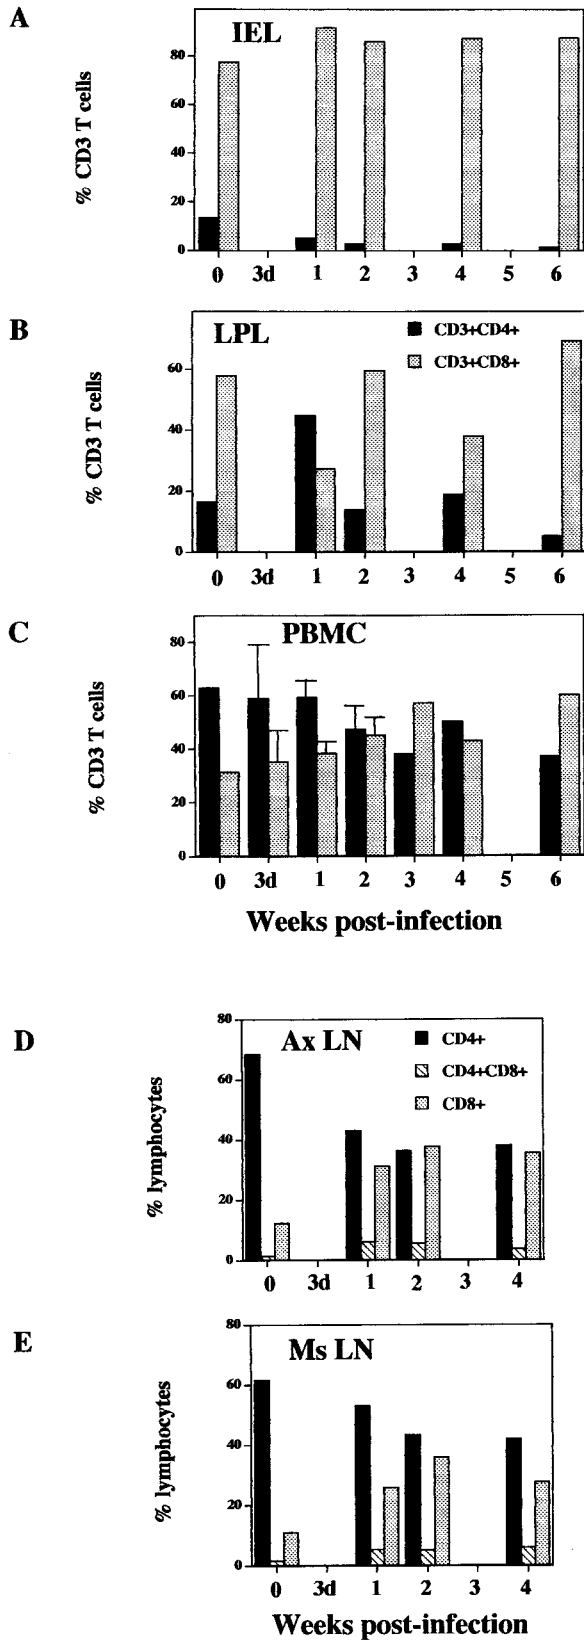 A
IEL
% CD3 T cells
80
60
40
20
0
0 3d 1 2 3 4 5 6
B
LPL
CD3+CD4+
CD3+CD8+
% CD3 T cells
60
40
20
0
0 3d 1 2 3 4 5 6
C
PBMC
% CD3 T cells
80
60
40
20
0
0 3d 1 2 3 4 5 6
Weeks post-infection
D
Ax LN
CD4+
CD4+CD8+
CD8+
% lymphocytes
80
60
40
20
0
0 3d 1 2 3 4
E
Ms LN
% lymphocytes
80
60
40
20
0
0 3d 1 2 3 4
Weeks post-infection